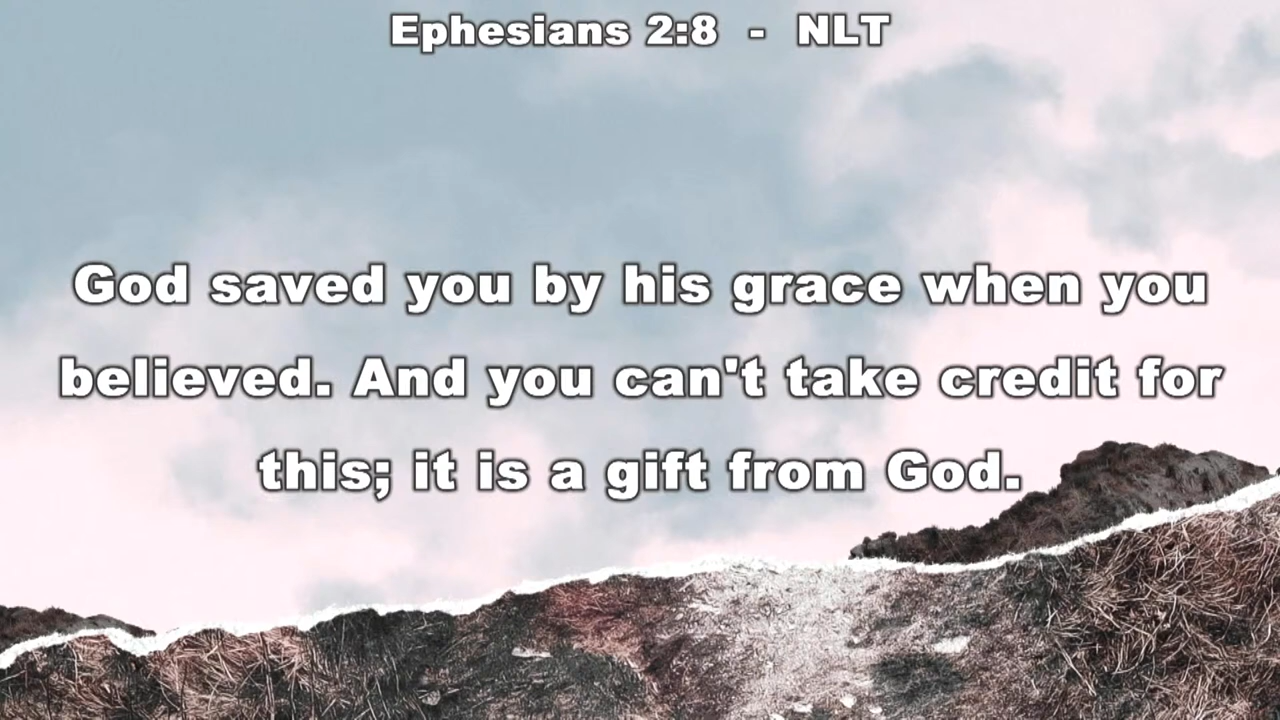 Ephesians 2:8 - NLT
God saved you by his grace when you
believed. And you can't take credit for
this; it is a gift from God.